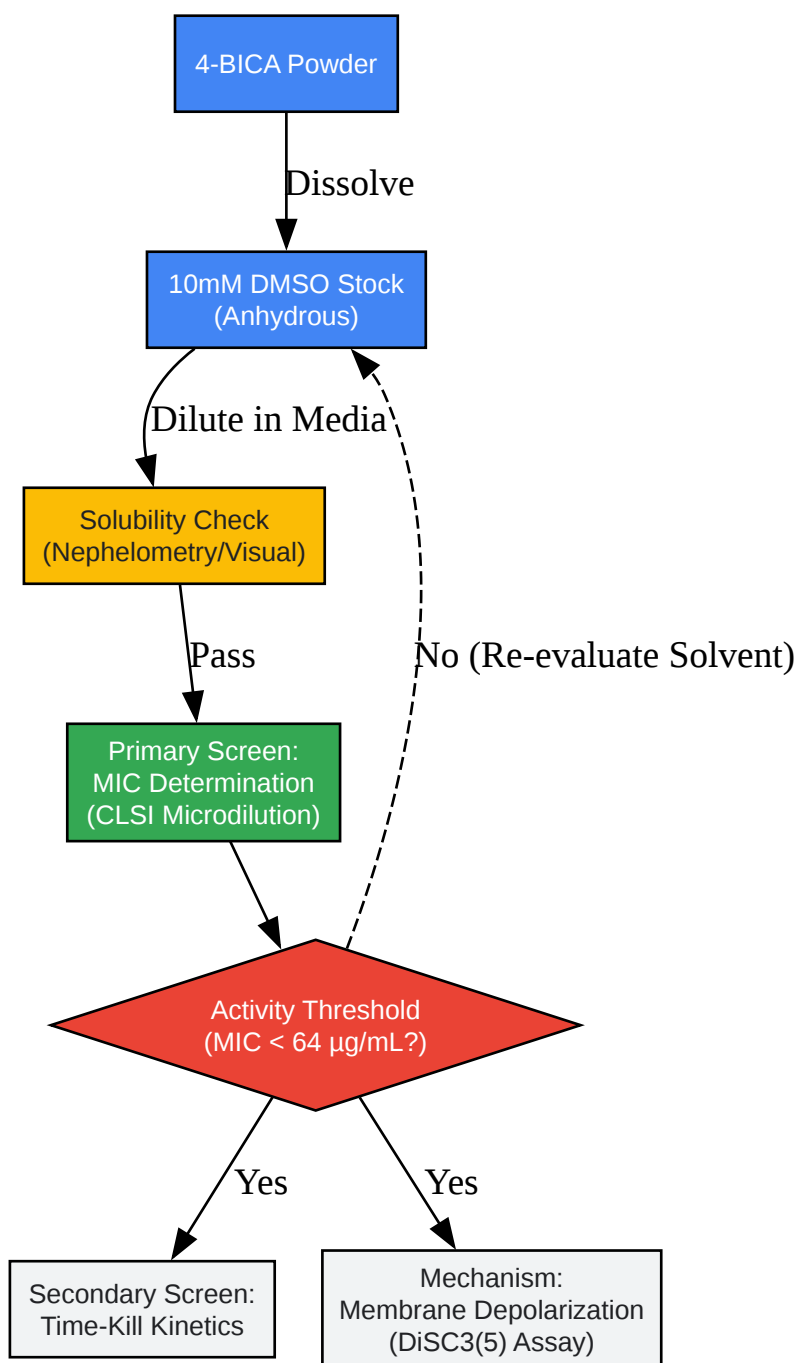 4-BICA Powder
Dissolve
10mM DMSO Stock
(Anhydrous)
Dilute in Media
Solubility Check
(Nephelometry/Visual)
Pass
No (Re-evaluate Solvent)
Primary Screen:
MIC Determination
(CLSI Microdilution)
Activity Threshold
(MIC < 64 µg/mL?)
Yes
Yes
Secondary Screen:
Time-Kill Kinetics
Mechanism:
Membrane Depolarization
(DiSC3(5) Assay)